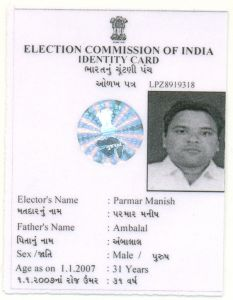 ELECTION COMMISSION OF INDIA
IDENTITY CARD
ભારતનું ચૂંટણી પંચ
ઓળખ પત્ર LPZ8919318
Elector's Name : Parmar Manish
મતદારનું નામ : પરમાર મનીષ
Father's Name : Ambalal
પિતાનું નામ : અંબાલાલ
Sex /જાતિ : Male / પુરુષ
Age as on 1.1.2007 : 31 Years
૧.૧.૨૦૦૭ના રોજ ઉંમર : ૩૧ વર્ષ